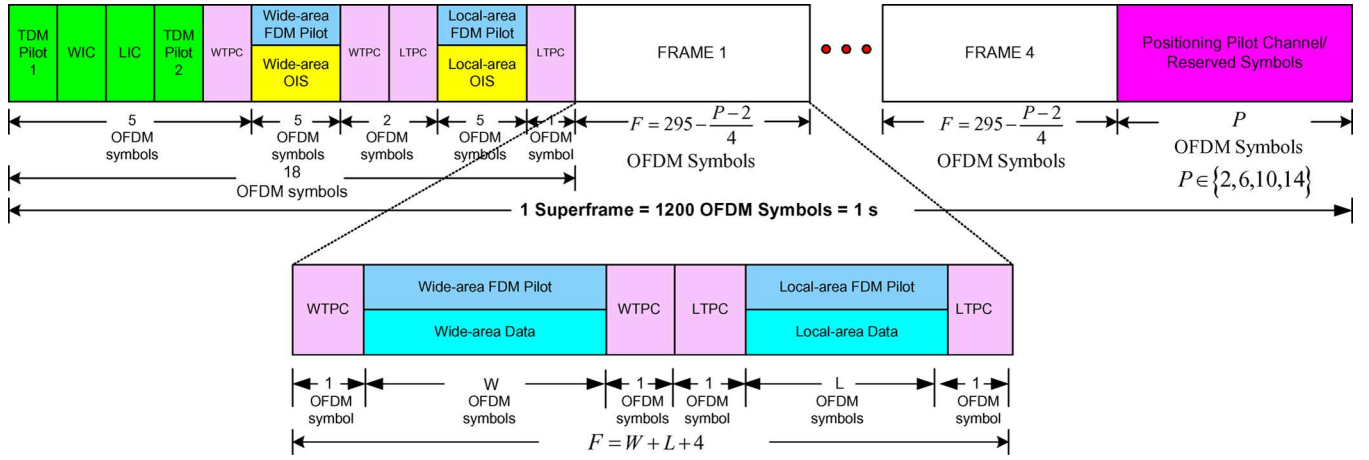 TDM
Pilot
1
WIC
LIC
TDM
Pilot
2
WTPC
Wide-area
FDM Pilot
Wide-area
OIS
WTPC
LTPC
Local-area
FDM Pilot
Local-area
OIS
LTPC
FRAME 1
FRAME 4
Positioning Pilot Channel/
Reserved Symbols
5
OFDM
symbols
5
OFDM
symbols
2
OFDM
symbols
5
OFDM
symbols
1
OFDM
symbol
F = 295 - (P - 2)/4
OFDM Symbols
F = 295 - (P - 2)/4
OFDM Symbols
P
OFDM Symbols
P ∈ {2,6,10,14}
18
OFDM symbols
1 Superframe = 1200 OFDM Symbols = 1 s
WTPC
Wide-area FDM Pilot
Wide-area Data
WTPC
LTPC
Local-area FDM Pilot
Local-area Data
LTPC
1
OFDM
symbol
W
OFDM
symbols
1
OFDM
symbols
1
OFDM
symbol
L
OFDM
symbols
1
OFDM
symbol
F = W + L + 4